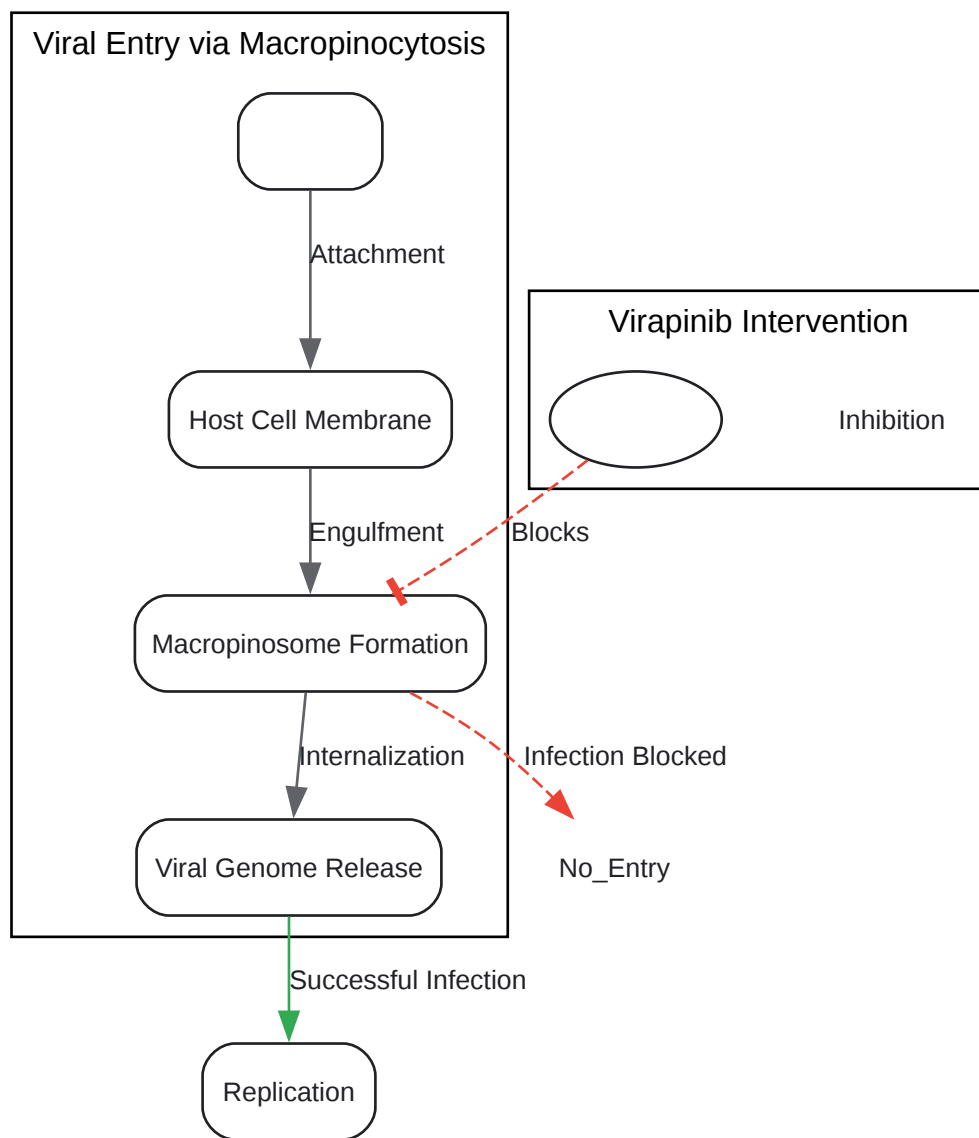 Viral Entry via Macropinocytosis
Attachment
Virapinib Intervention
Host Cell Membrane
Inhibition
Engulfment
Blocks
Macropinosome Formation
Internalization
Infection Blocked
Viral Genome Release
No_Entry
Successful Infection
Replication